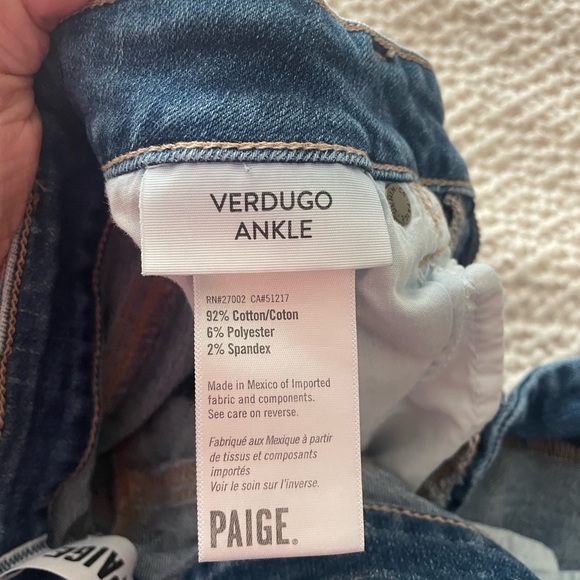 VERDUGO
ANKLE
RN#27002 CA#51217
92% Cotton/Coton
6% Polyester
2% Spandex
Made in Mexico of Imported
fabric and components.
See care on reverse.
Fabriqué aux Mexique à partir
de tissus et composants
importés
Voir le soin sur l'inverse.
PAIGE.
PAIGE